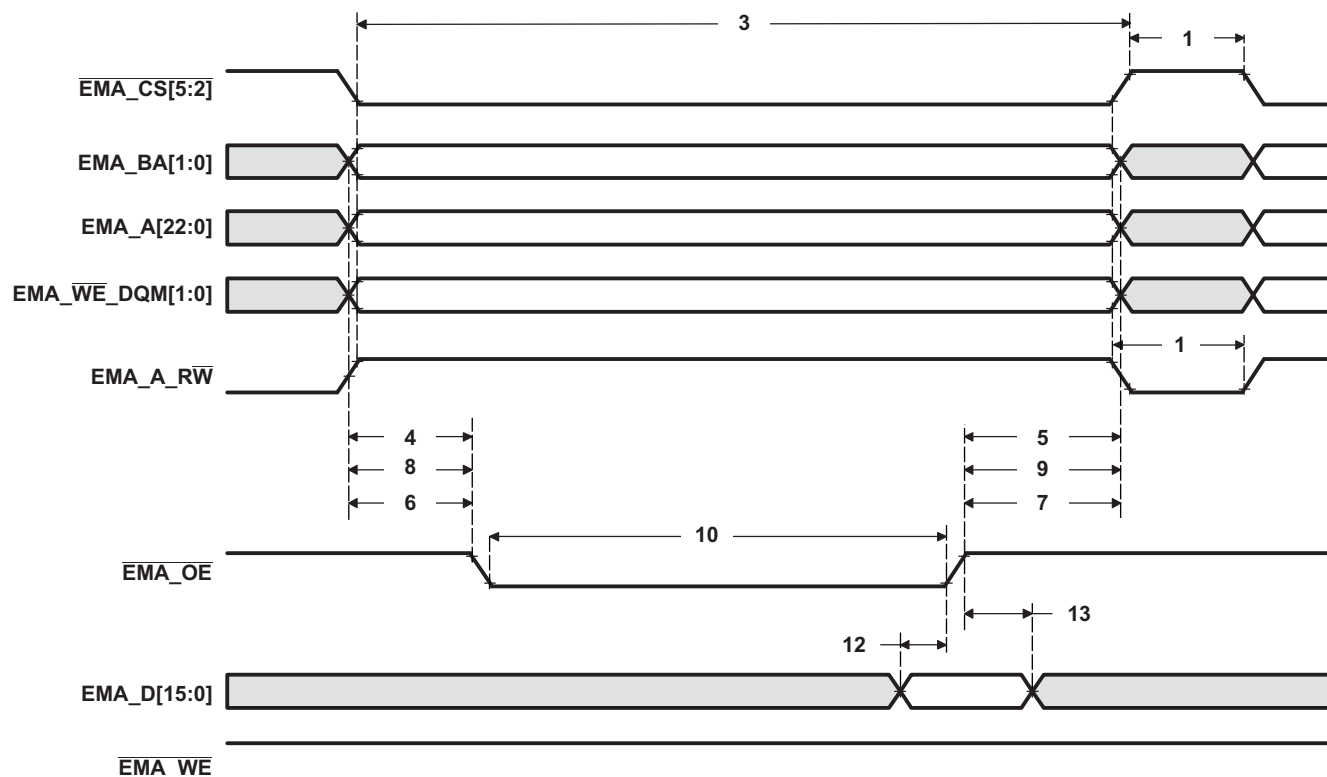 3
1
EMA_CS[5:2]
EMA_BA[1:0]
EMA_A[22:0]
EMA_WE_DQM[1:0]
1
EMA_A_RW
4
5
8
9
6
7
10
EMA_OE
13
12
EMA_D[15:0]
EMA_WE